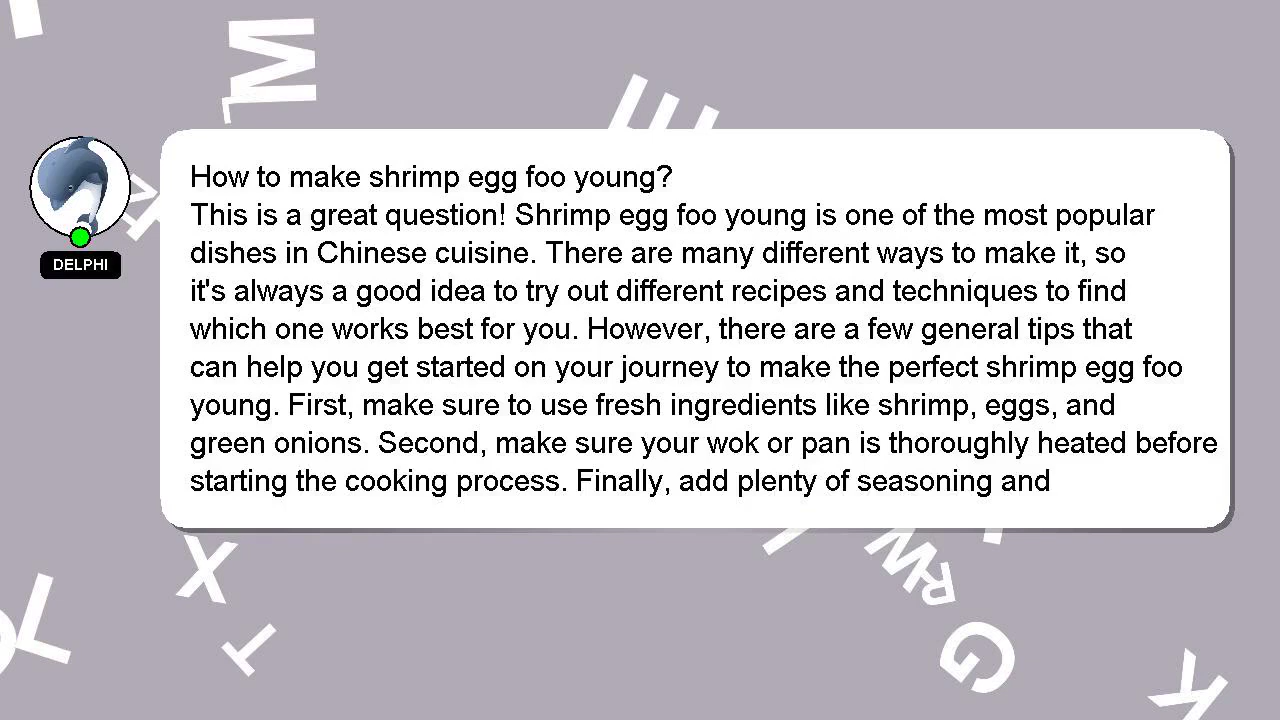 How to make shrimp egg foo young?
This is a great question! Shrimp egg foo young is one of the most popular
dishes in Chinese cuisine. There are many different ways to make it, so
it's always a good idea to try out different recipes and techniques to find
which one works best for you. However, there are a few general tips that
can help you get started on your journey to make the perfect shrimp egg foo
young. First, make sure to use fresh ingredients like shrimp, eggs, and
green onions. Second, make sure your wok or pan is thoroughly heated before
starting the cooking process. Finally, add plenty of seasoning and
DELPHI
M
L
E
A
X
T
Y
W
R
G
K